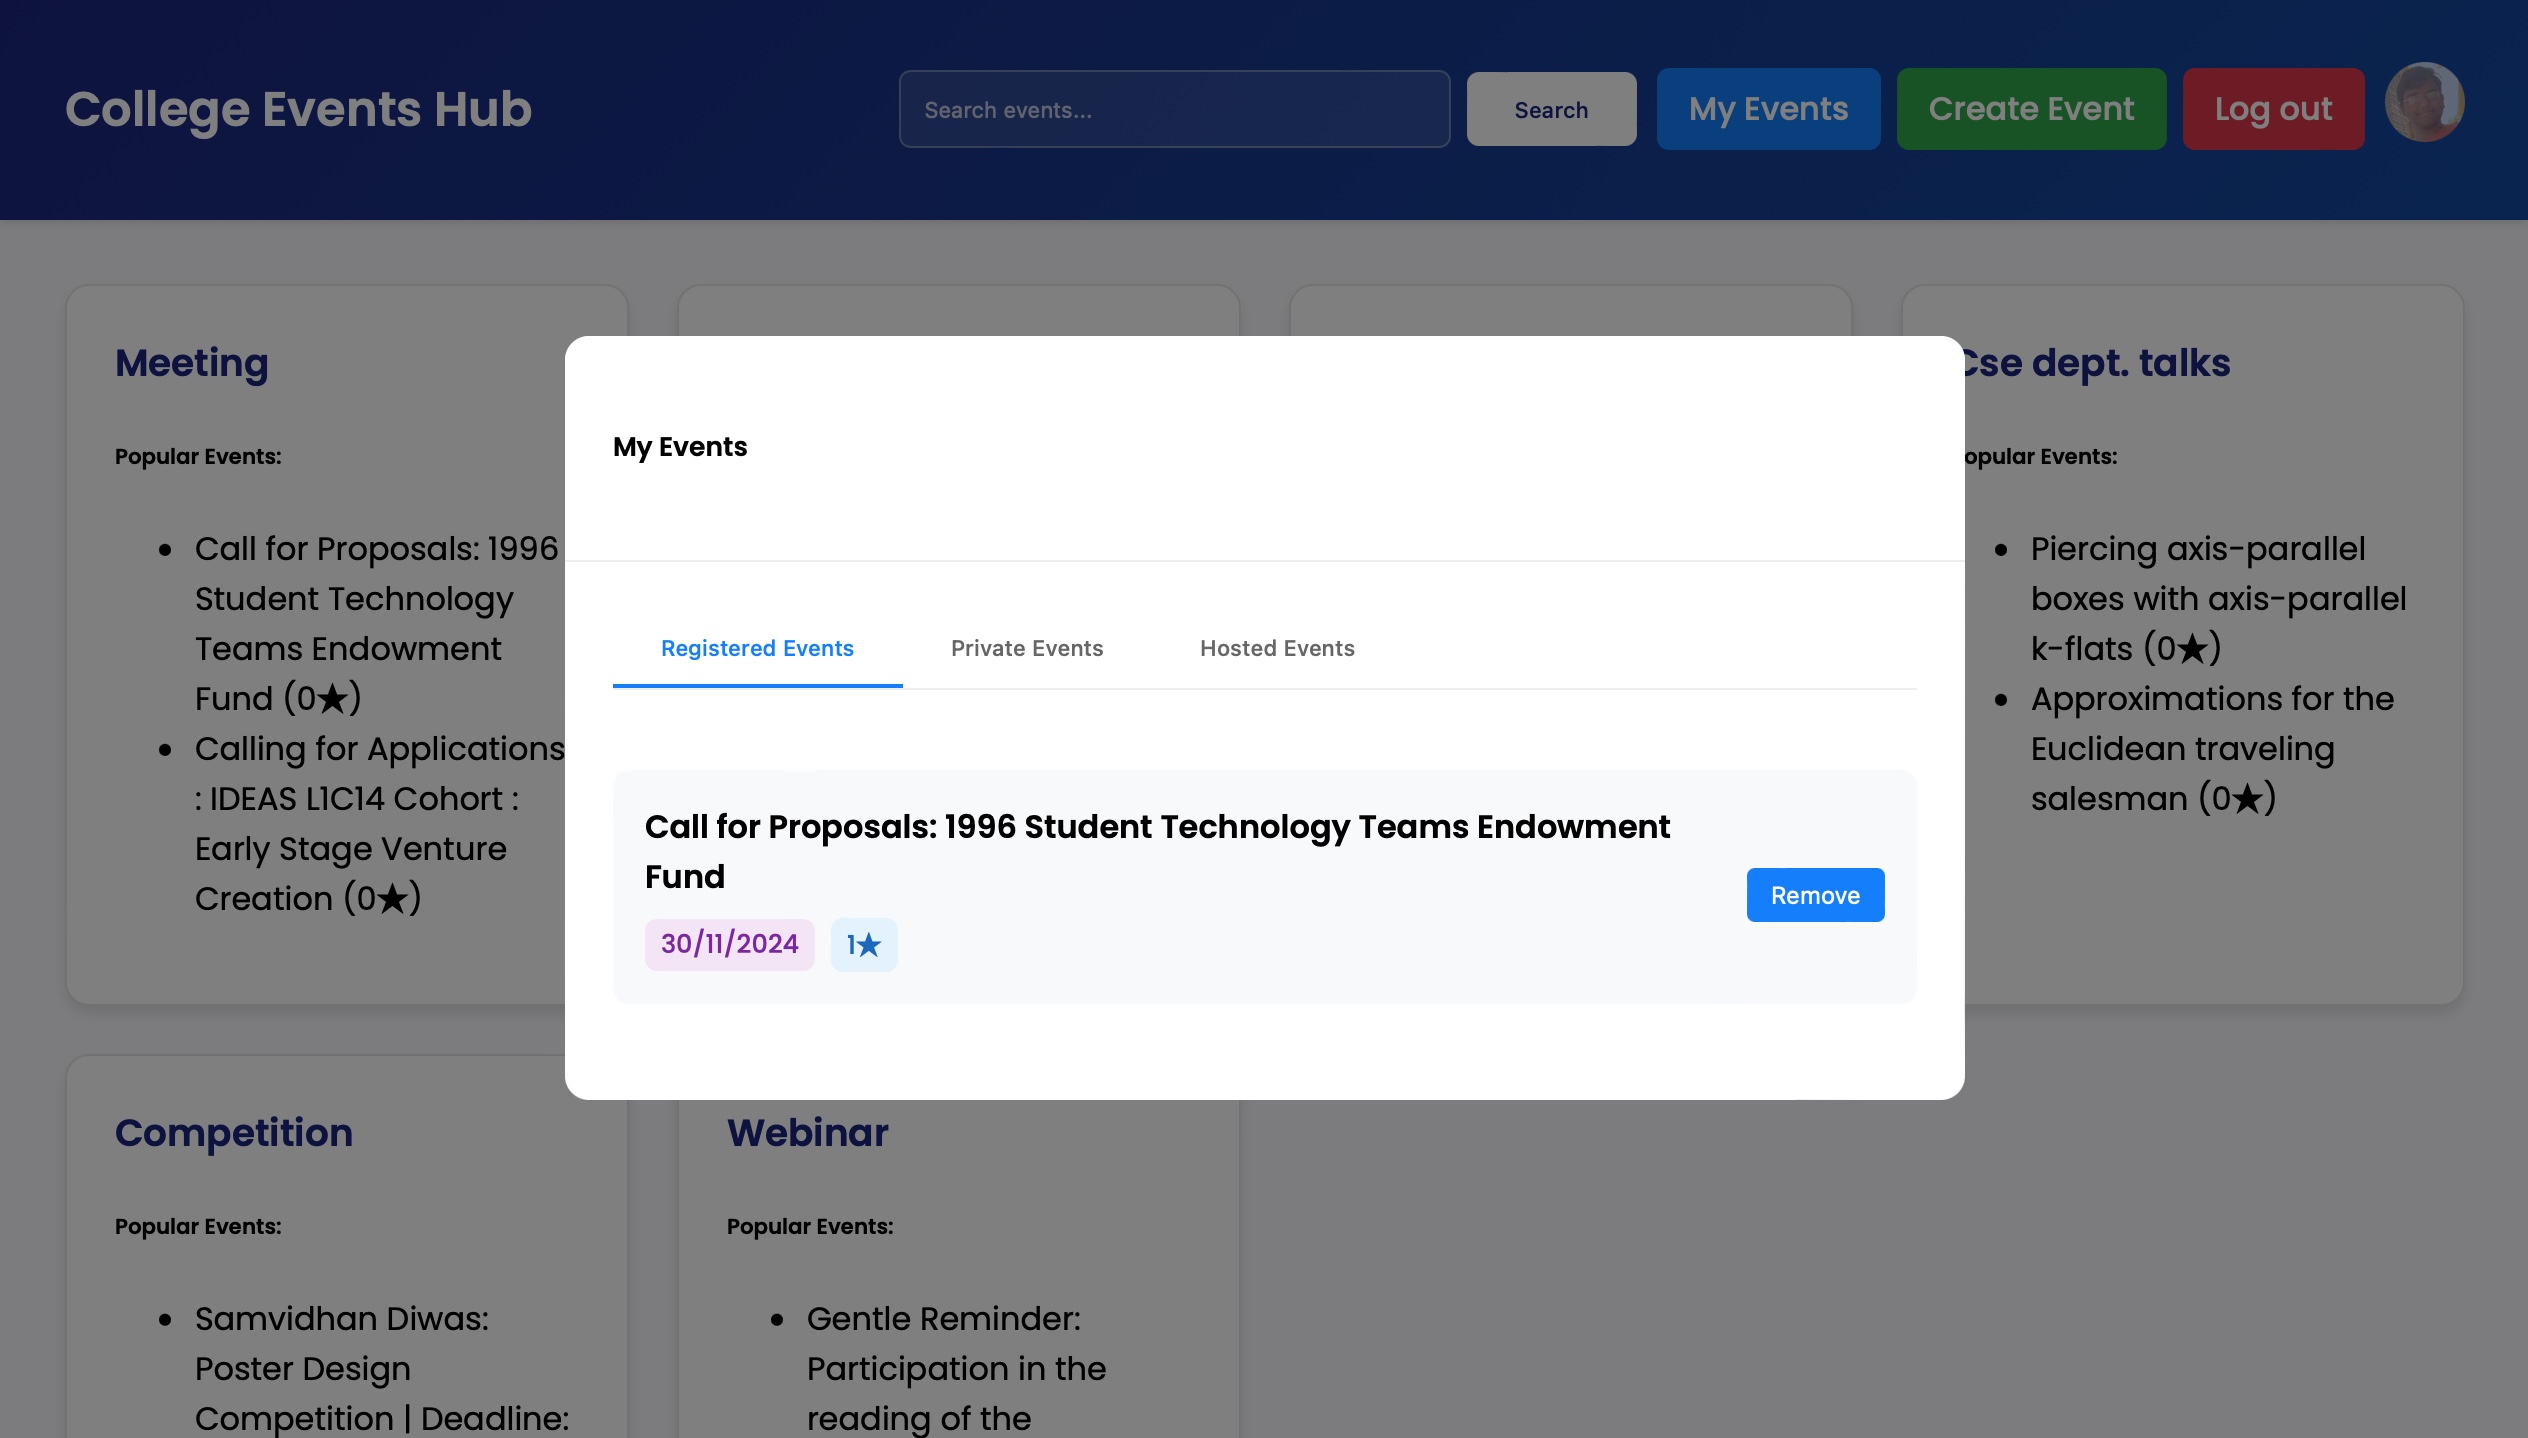 College Events Hub
Search events...
Search
My Events
Create Event
Log out
Meeting
Popular Events:
• Call for Proposals: 1996
Student Technology
Teams Endowment
Fund (0★)
• Calling for Applications
: IDEAS L1C14 Cohort :
Early Stage Venture
Creation (0★)
My Events
Registered Events
Private Events
Hosted Events
Call for Proposals: 1996 Student Technology Teams Endowment
Fund
30/11/2024
1★
Remove
Cse dept. talks
opular Events:
• Piercing axis-parallel
boxes with axis-parallel
k-flats (0★)
• Approximations for the
Euclidean traveling
salesman (0★)
Competition
Popular Events:
• Samvidhan Diwas:
Poster Design
Competition | Deadline:
Webinar
Popular Events:
• Gentle Reminder:
Participation in the
reading of the